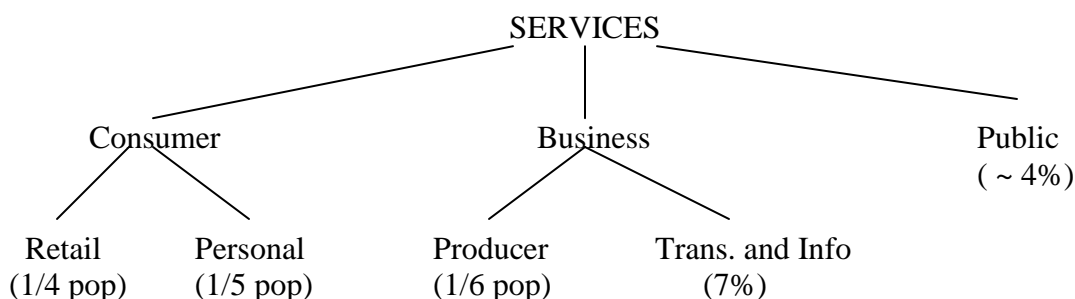 SERVICES
Consumer Business Public
( ~ 4%)
Retail Personal Producer Trans. and Info
(1/4 pop) (1/5 pop) (1/6 pop) (7%)